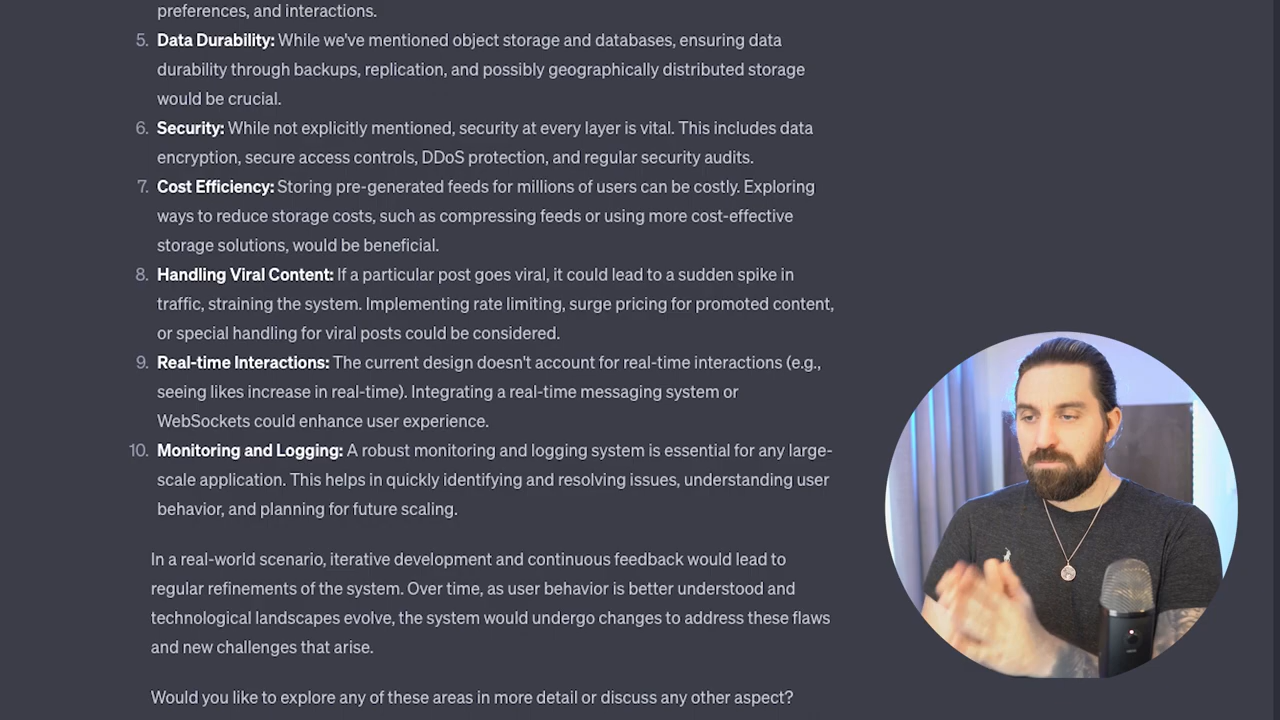 preferences, and interactions.
5. Data Durability: While we've mentioned object storage and databases, ensuring data
durability through backups, replication, and possibly geographically distributed storage
would be crucial.
6. Security: While not explicitly mentioned, security at every layer is vital. This includes data
encryption, secure access controls, DDoS protection, and regular security audits.
7. Cost Efficiency: Storing pre-generated feeds for millions of users can be costly. Exploring
ways to reduce storage costs, such as compressing feeds or using more cost-effective
storage solutions, would be beneficial.
8. Handling Viral Content: If a particular post goes viral, it could lead to a sudden spike in
traffic, straining the system. Implementing rate limiting, surge pricing for promoted content,
or special handling for viral posts could be considered.
9. Real-time Interactions: The current design doesn't account for real-time interactions (e.g.,
seeing likes increase in real-time). Integrating a real-time messaging system or
WebSockets could enhance user experience.
10. Monitoring and Logging: A robust monitoring and logging system is essential for any large-
scale application. This helps in quickly identifying and resolving issues, understanding user
behavior, and planning for future scaling.
In a real-world scenario, iterative development and continuous feedback would lead to
regular refinements of the system. Over time, as user behavior is better understood and
technological landscapes evolve, the system would undergo changes to address these flaws
and new challenges that arise.
Would you like to explore any of these areas in more detail or discuss any other aspect?